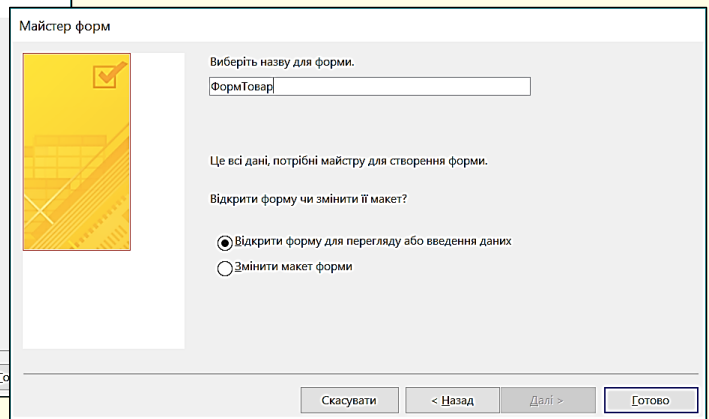 Майстер форм
Виберіть назву для форми.
ФормТовар
Це всі дані, потрібні майстру для створення форми.
Відкрити форму чи змінити її макет?
Відкрити форму для перегляду або введення даних
Змінити макет форми
Скасувати
< Назад
Далі >
Готово